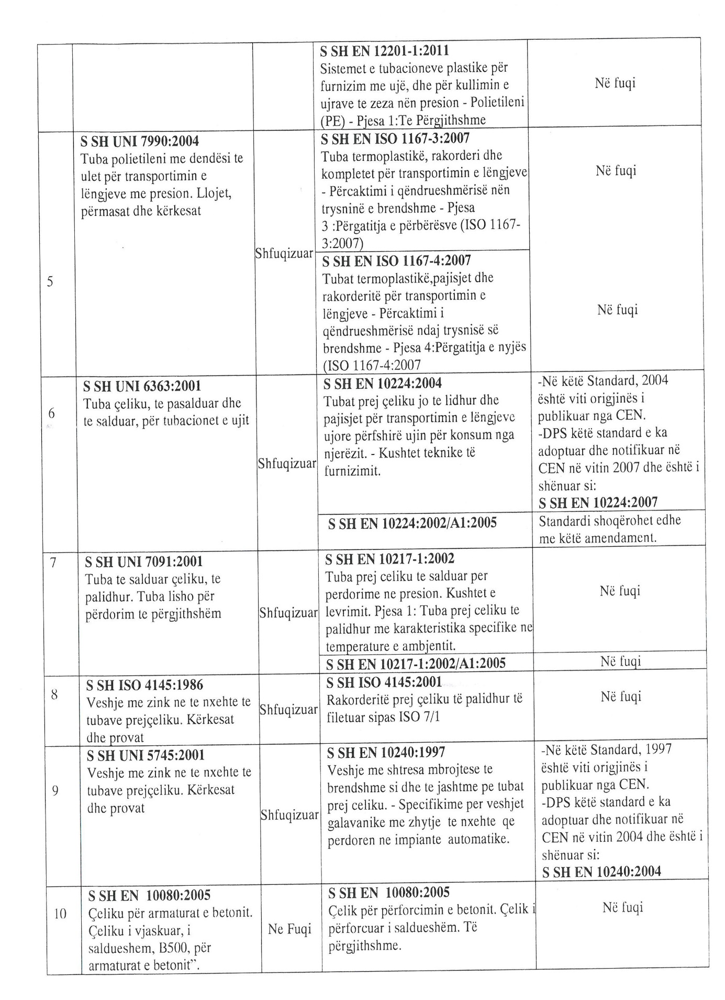 S SH EN 12201-1:2011
Sistemet e tubacioneve plastike për
furnizim me ujë, dhe për kullimin e
ujrave te zeza nën presion - Polietileni
(PE) - Pjesa 1:Te Përgjithshme
Në fuqi
5
S SH UNI 7990:2004
Tuba polietileni me dendësi te
ulet për transportimin e
lëngjeve me presion. Llojet,
përmasat dhe kërkesat
Shfuqizuar
S SH EN ISO 1167-3:2007
Tuba termoplastikë, rakorderi dhe
kompletet për transportimin e lëngjeve
- Përcaktimi i qëndrueshmërisë nën
trysninë e brendshme - Pjesa
3 :Përgatitja e përbërësve (ISO 1167-
3:2007)
Në fuqi
S SH EN ISO 1167-4:2007
Tubat termoplastikë,pajisjet dhe
rakorderitë për transportimin e
lëngjeve - Përcaktimi i
qëndrueshmërisë ndaj trysnisë së
brendshme - Pjesa 4:Përgatitja e nyjës
(ISO 1167-4:2007
Në fuqi
6
S SH UNI 6363:2001
Tuba çeliku, te pasalduar dhe
te salduar, për tubacionet e ujit
Shfuqizuar
S SH EN 10224:2004
Tubat prej çeliku jo te lidhur dhe
pajisjet për transportimin e lëngjeve
ujore përfshirë ujin për konsum nga
njerëzit. - Kushtet teknike të
furnizimit.
-Në këtë Standard, 2004
është viti origjinës i
publikuar nga CEN.
-DPS këtë standard e ka
adoptuar dhe notifikuar në
CEN në vitin 2007 dhe është i
shënuar si:
S SH EN 10224:2007
S SH EN 10224:2002/A1:2005
Standardi shoqërohet edhe
me këtë amendament.
7
S SH UNI 7091:2001
Tuba te salduar çeliku, te
palidhur. Tuba lisho për
përdorim te përgjithshëm
Shfuqizuar
S SH EN 10217-1:2002
Tuba prej celiku te salduar per
perdorime ne presion. Kushtet e
levrimit. Pjesa 1: Tuba prej celiku te
palidhur me karakteristika specifike ne
temperature e ambjentit.
Në fuqi
S SH EN 10217-1:2002/A1:2005
Në fuqi
8
S SH ISO 4145:1986
Veshje me zink ne te nxehte te
tubave prejçeliku. Kërkesat
dhe provat
Shfuqizuar
S SH ISO 4145:2001
Rakorderitë prej çeliku të palidhur të
filetuar sipas ISO 7/1
Në fuqi
9
S SH UNI 5745:2001
Veshje me zink ne te nxehte te
tubave prejçeliku. Kërkesat
dhe provat
Shfuqizuar
S SH EN 10240:1997
Veshje me shtresa mbrojtese te
brendshme si dhe te jashtme pe tubat
prej celiku. - Specifikime per veshjet
galavanike me zhytje te nxehte qe
perdoren ne impiante automatike.
-Në këtë Standard, 1997
është viti origjinës i
publikuar nga CEN.
-DPS këtë standard e ka
adoptuar dhe notifikuar në
CEN në vitin 2004 dhe është i
shënuar si:
S SH EN 10240:2004
10
S SH EN 10080:2005
Çeliku për armaturat e betonit.
Çeliku i vjaskuar, i
saldueshem, B500, për
armaturat e betonit”.
Ne Fuqi
S SH EN 10080:2005
Çelik për përforcimin e betonit. Çelik i
përforcuar i saldueshëm. Të
përgjithshme.
Në fuqi